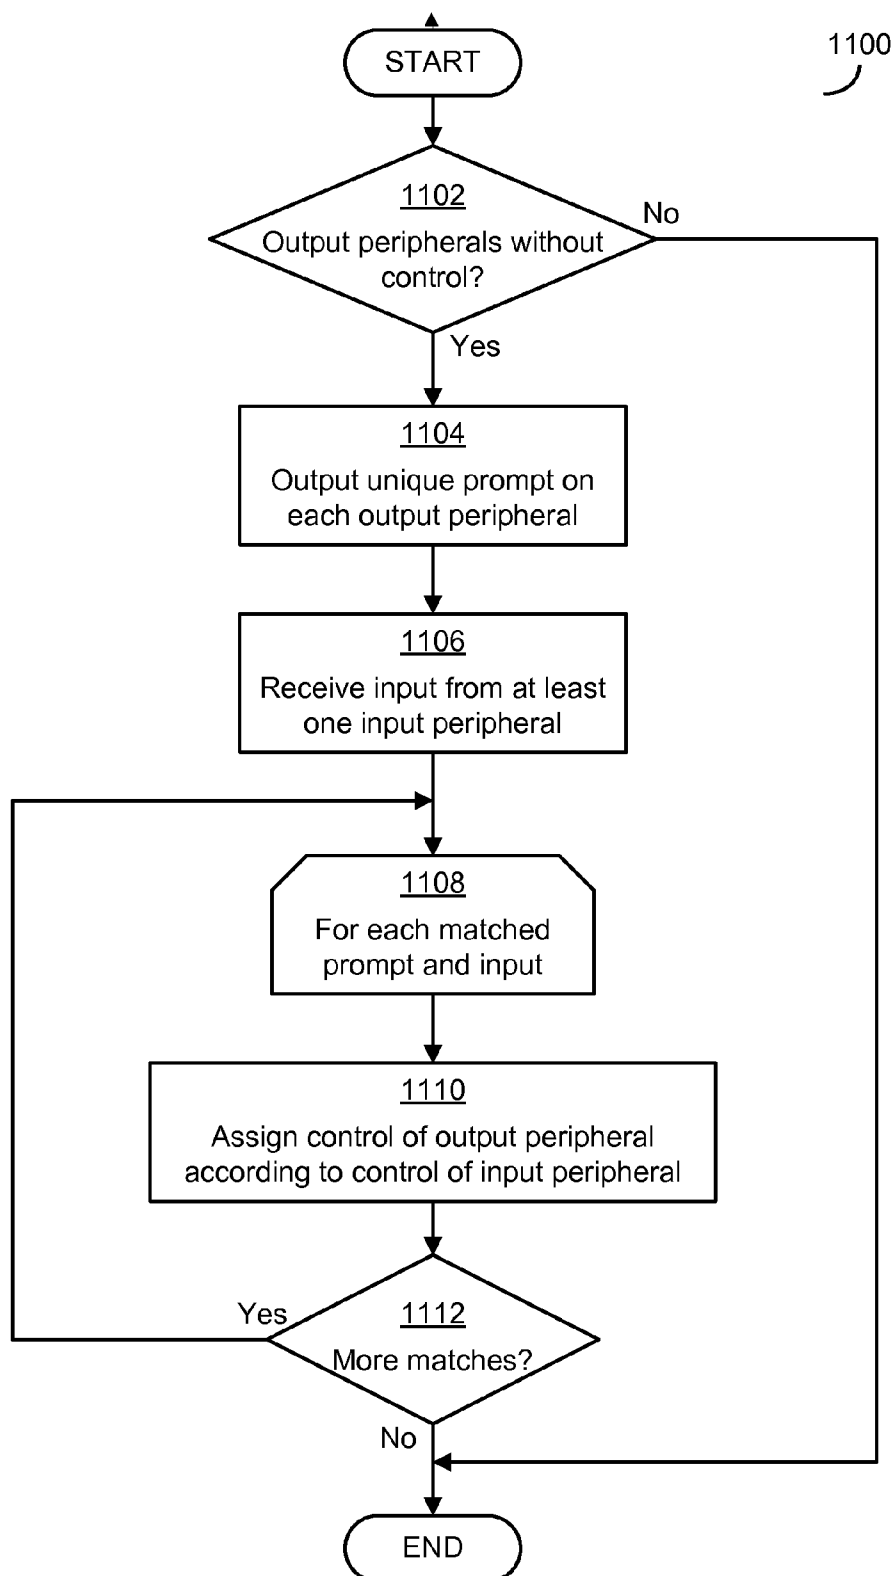 START
1100
1102
Output peripherals without
control?
No
Yes
1104
Output unique prompt on
each output peripheral
1106
Receive input from at least
one input peripheral
1108
For each matched
prompt and input
1110
Assign control of output peripheral
according to control of input peripheral
Yes
1112
More matches?
No
END